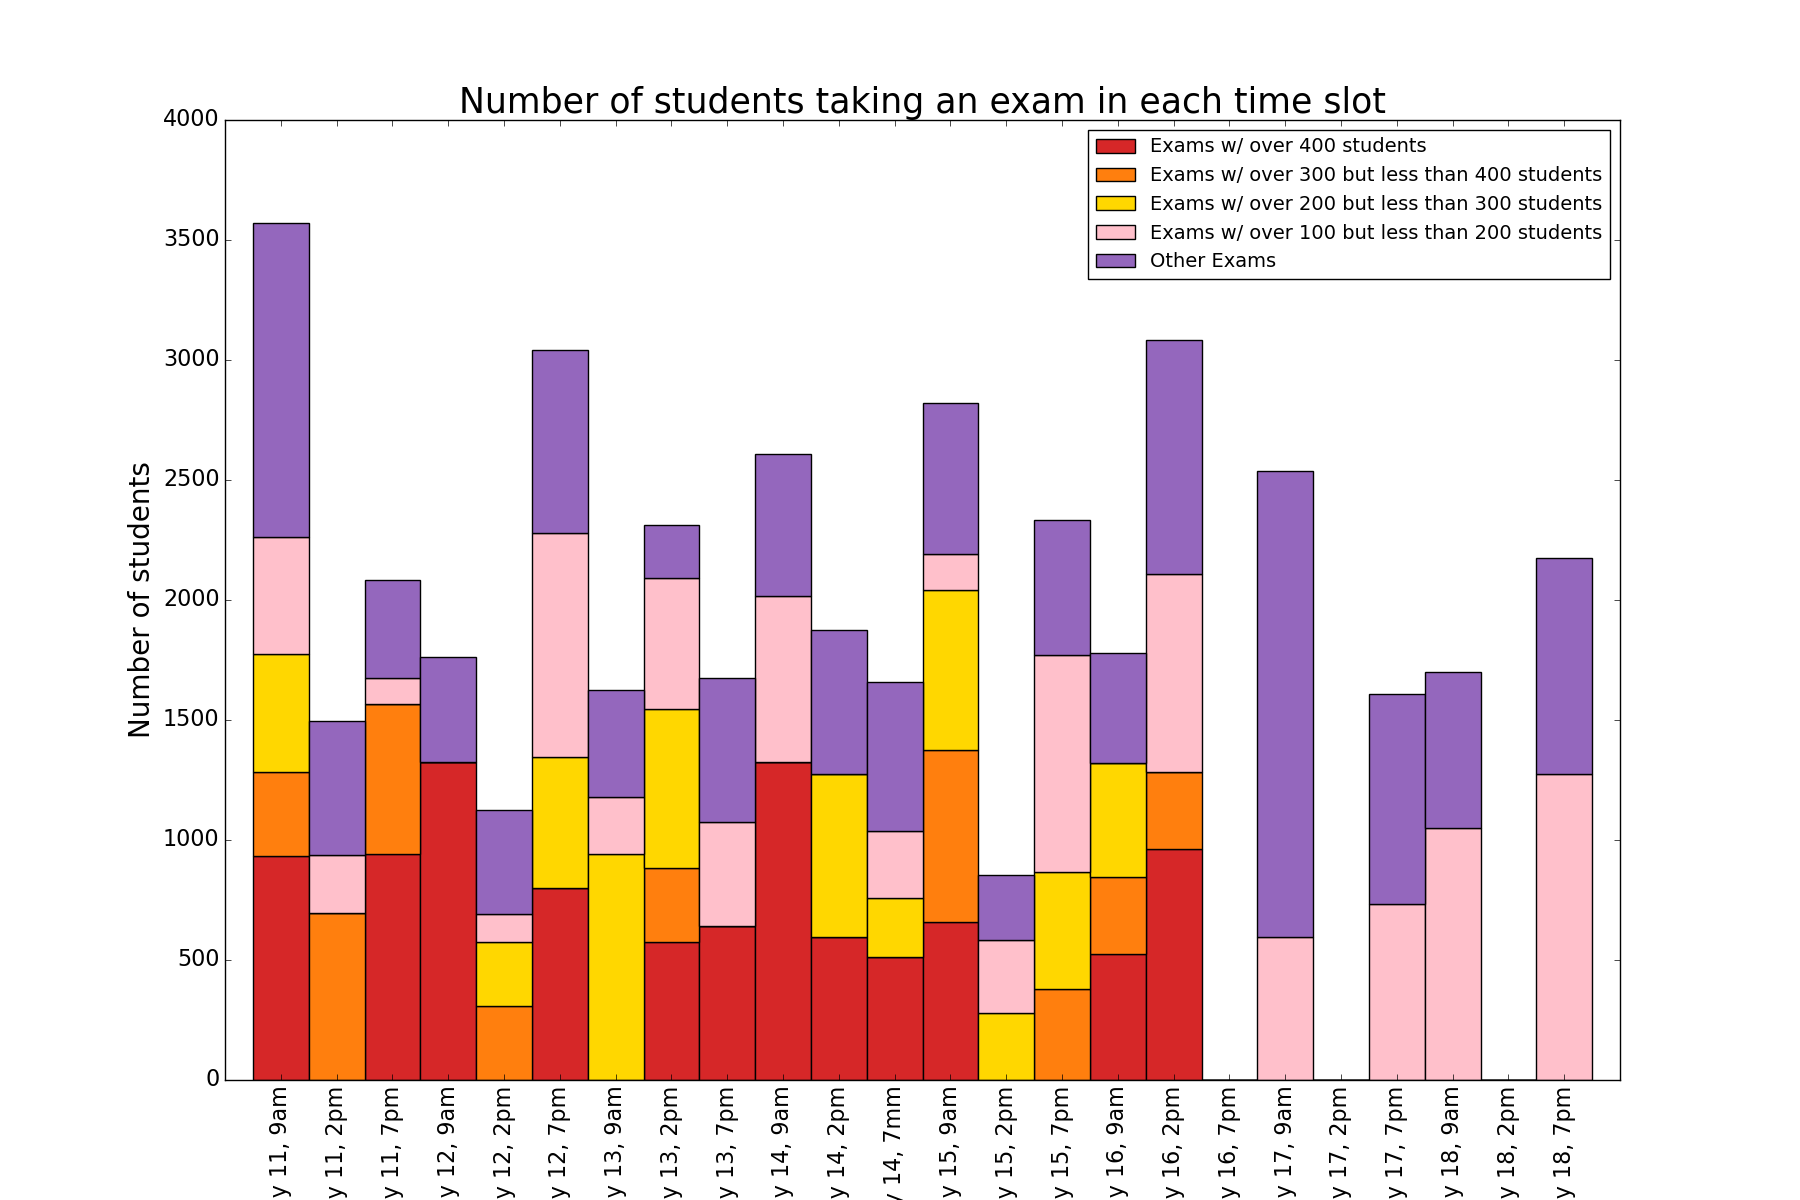 Number of students taking an exam in each time slot
Exams w/ over 400 students
Exams w/ over 300 but less than 400 students
Exams w/ over 200 but less than 300 students
Exams w/ over 100 but less than 200 students
Other Exams
Number of students
4000
3500
3000
2500
2000
1500
1000
500
0
y 11, 9am
y 11, 2pm
y 11, 7pm
y 12, 9am
y 12, 2pm
y 12, 7pm
y 13, 9am
y 13, 2pm
y 13, 7pm
y 14, 9am
y 14, 2pm
y 14, 7mm
y 15, 9am
y 15, 2pm
y 15, 7pm
y 16, 9am
y 16, 2pm
y 16, 7pm
y 17, 9am
y 17, 2pm
y 17, 7pm
y 18, 9am
y 18, 2pm
y 18, 7pm